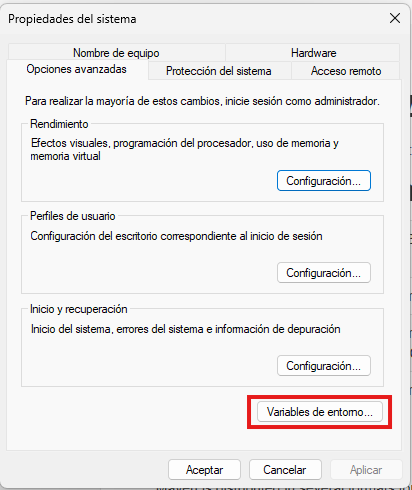 Propiedades del sistema
Nombre de equipo
Hardware
Opciones avanzadas
Protección del sistema
Acceso remoto
Para realizar la mayoría de estos cambios, inicie sesión como administrador.
Rendimiento
Efectos visuales, programación del procesador, uso de memoria y
memoria virtual
Configuración...
Perfiles de usuario
Configuración del escritorio correspondiente al inicio de sesión
Configuración...
Inicio y recuperación
Inicio del sistema, errores del sistema e información de depuración
Configuración...
Variables de entorno...
Aceptar
Cancelar
Aplicar